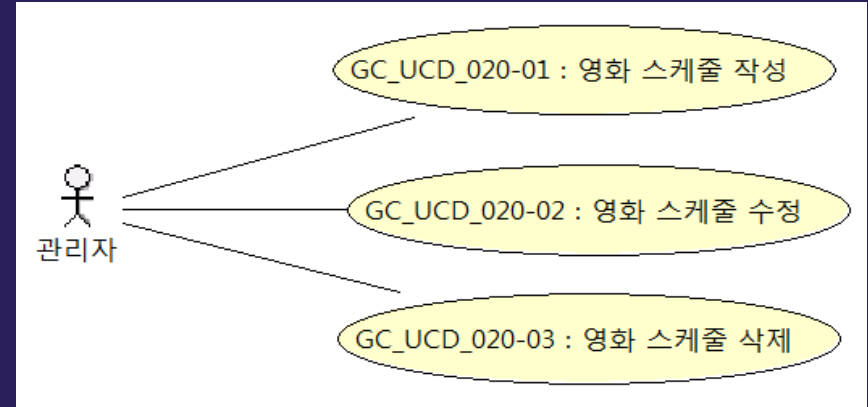 GC_UCD_020-01 : 영화 스케줄 작성
GC_UCD_020-02 : 영화 스케줄 수정
관리자
GC_UCD_020-03 : 영화 스케줄 삭제